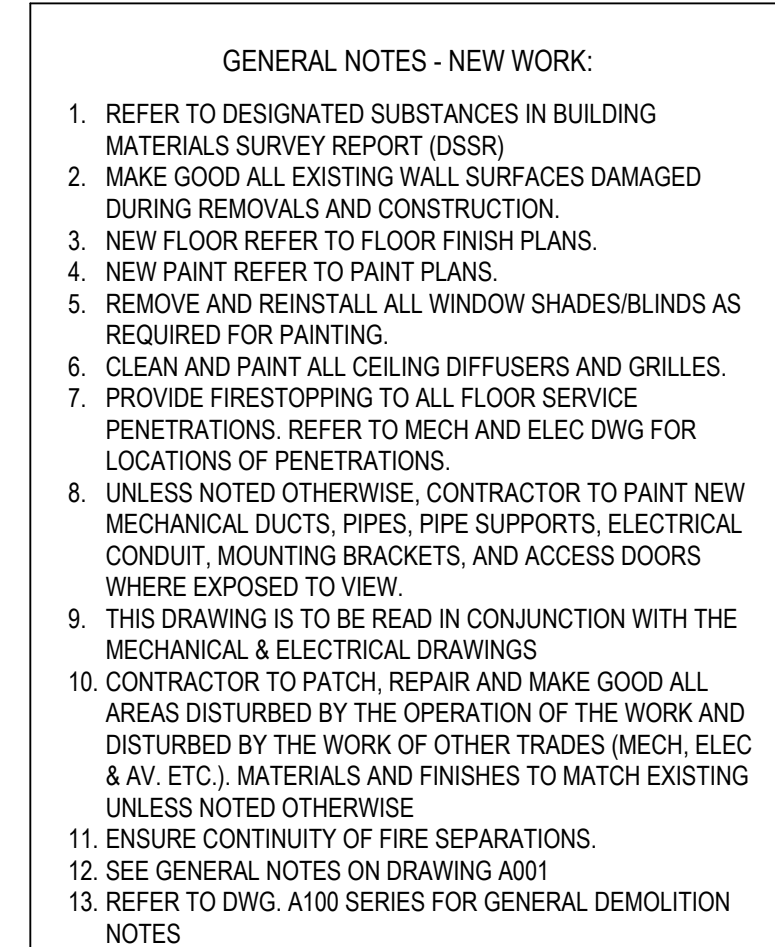 GENERAL NOTES - NEW WORK:
1. REFER TO DESIGNATED SUBSTANCES IN BUILDING
MATERIALS SURVEY REPORT (DSSR)
2. MAKE GOOD ALL EXISTING WALL SURFACES DAMAGED
DURING REMOVALS AND CONSTRUCTION.
3. NEW FLOOR REFER TO FLOOR FINISH PLANS.
4. NEW PAINT REFER TO PAINT PLANS.
5. REMOVE AND REINSTALL ALL WINDOW SHADES/BLINDS AS
REQUIRED FOR PAINTING.
6. CLEAN AND PAINT ALL CEILING DIFFUSERS AND GRILLES.
7. PROVIDE FIRESTOPPING TO ALL FLOOR SERVICE
PENETRATIONS. REFER TO MECH AND ELEC DWG FOR
LOCATIONS OF PENETRATIONS.
8. UNLESS NOTED OTHERWISE, CONTRACTOR TO PAINT NEW
MECHANICAL DUCTS, PIPES, PIPE SUPPORTS, ELECTRICAL
CONDUIT, MOUNTING BRACKETS, AND ACCESS DOORS
WHERE EXPOSED TO VIEW.
9. THIS DRAWING IS TO BE READ IN CONJUNCTION WITH THE
MECHANICAL & ELECTRICAL DRAWINGS
10. CONTRACTOR TO PATCH, REPAIR AND MAKE GOOD ALL
AREAS DISTURBED BY THE OPERATION OF THE WORK AND
DISTURBED BY THE WORK OF OTHER TRADES (MECH, ELEC
& AV. ETC.). MATERIALS AND FINISHES TO MATCH EXISTING
UNLESS NOTED OTHERWISE
11. ENSURE CONTINUITY OF FIRE SEPARATIONS.
12. SEE GENERAL NOTES ON DRAWING A001
13. REFER TO DWG. A100 SERIES FOR GENERAL DEMOLITION
NOTES